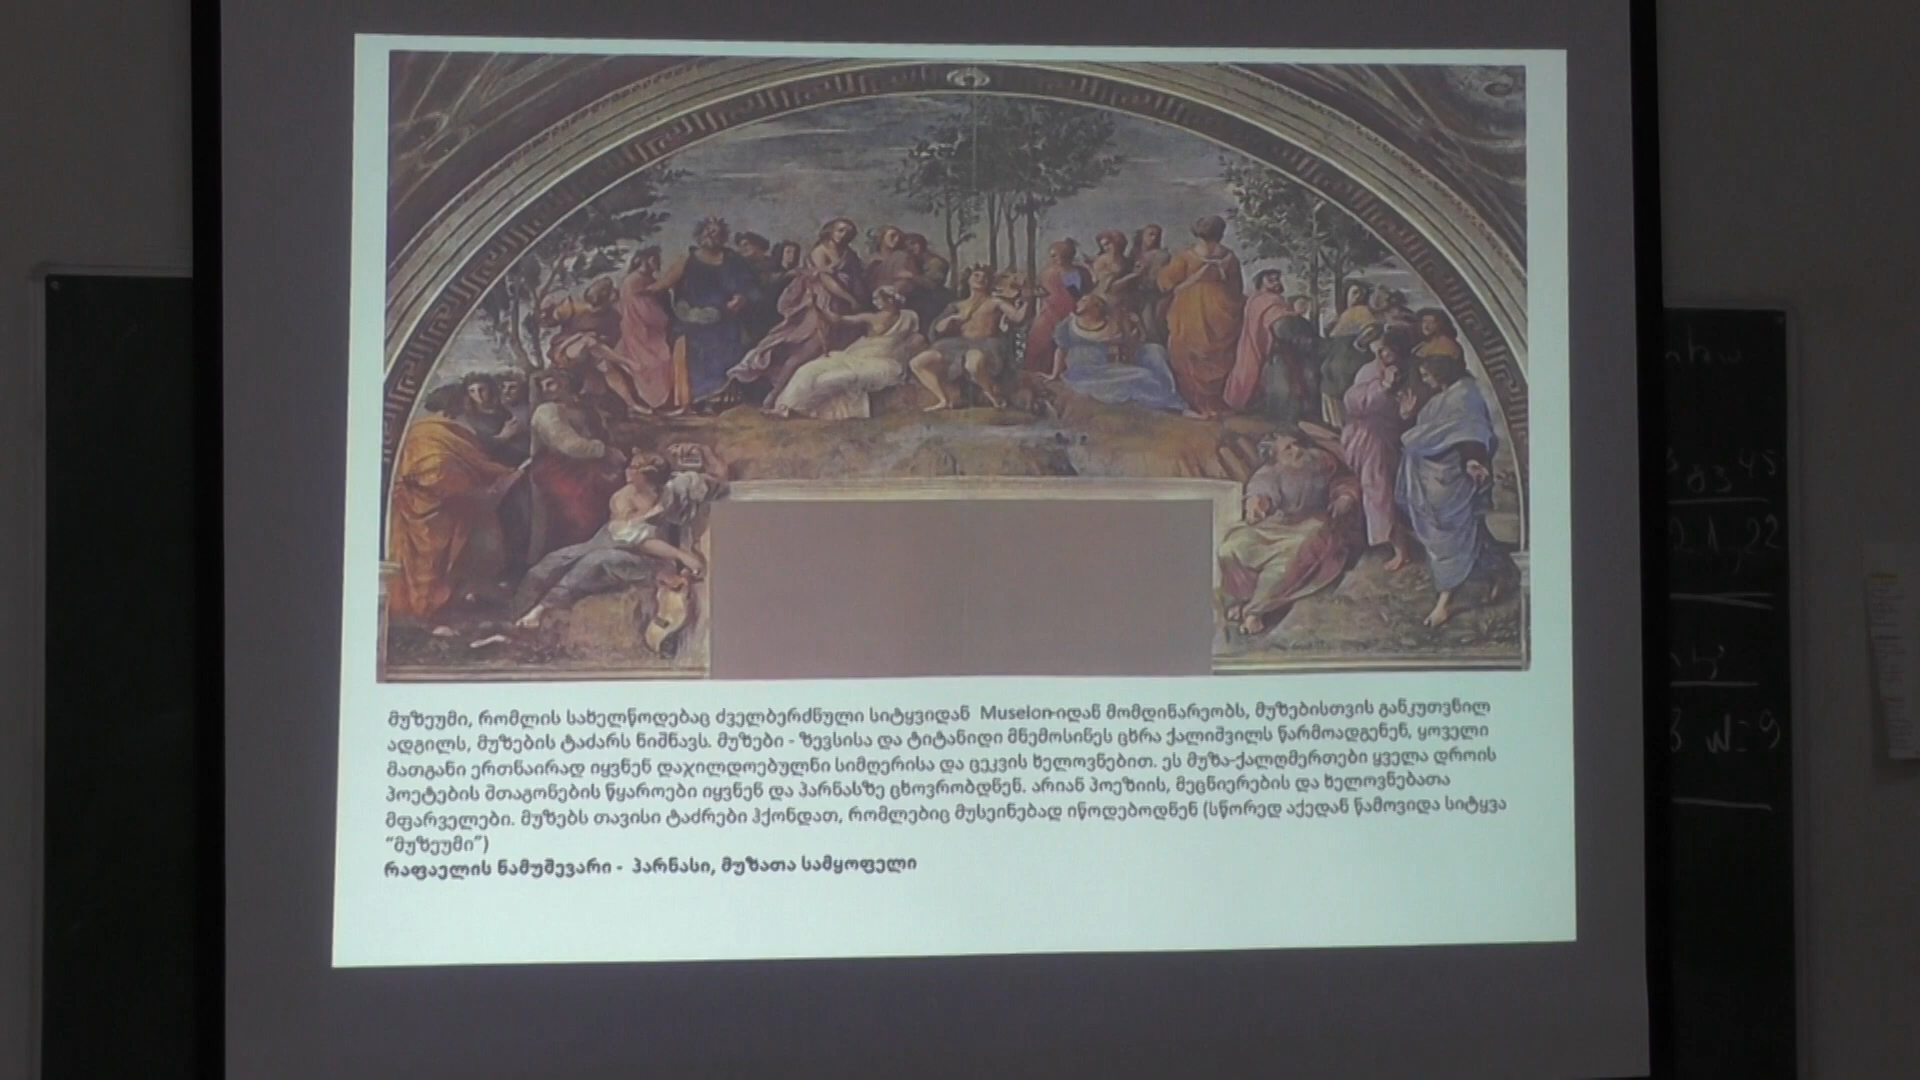 მუზეუმი, რომლის სახელწოდებაც ძველბერძნული სიტყვიდან Museion-იდან მომდინარეობს, მუზებისთვის განკუთვნილ
ადგილს, მუზების ტაძარს ნიშნავს. მუზები - ზევსისა და ტიტანიდი მნემოსინეს ცხრა ქალიშვილს წარმოადგენენ, ყოველი
მათგანი ერთნაირად იყვნენ დაჯილდოებულნი სიმღერისა და ცეკვის ხელოვნებით. ეს მუზა-ქალღმერთები ყველა დროის
პოეტების შთაგონების წყაროები იყვნენ და პარნასზე ცხოვრობდნენ. არიან პოეზიის, მეცნიერების და ხელოვნებათა
მფარველები. მუზებს თავისი ტაძრები ჰქონდათ, რომლებიც მუსეინებად იწოდებოდნენ (სწორედ აქედან წამოვიდა სიტყვა
“მუზეუმი”)
რაფაელის ნამუშევარი - პარნასი, მუზათა სამყოფელი